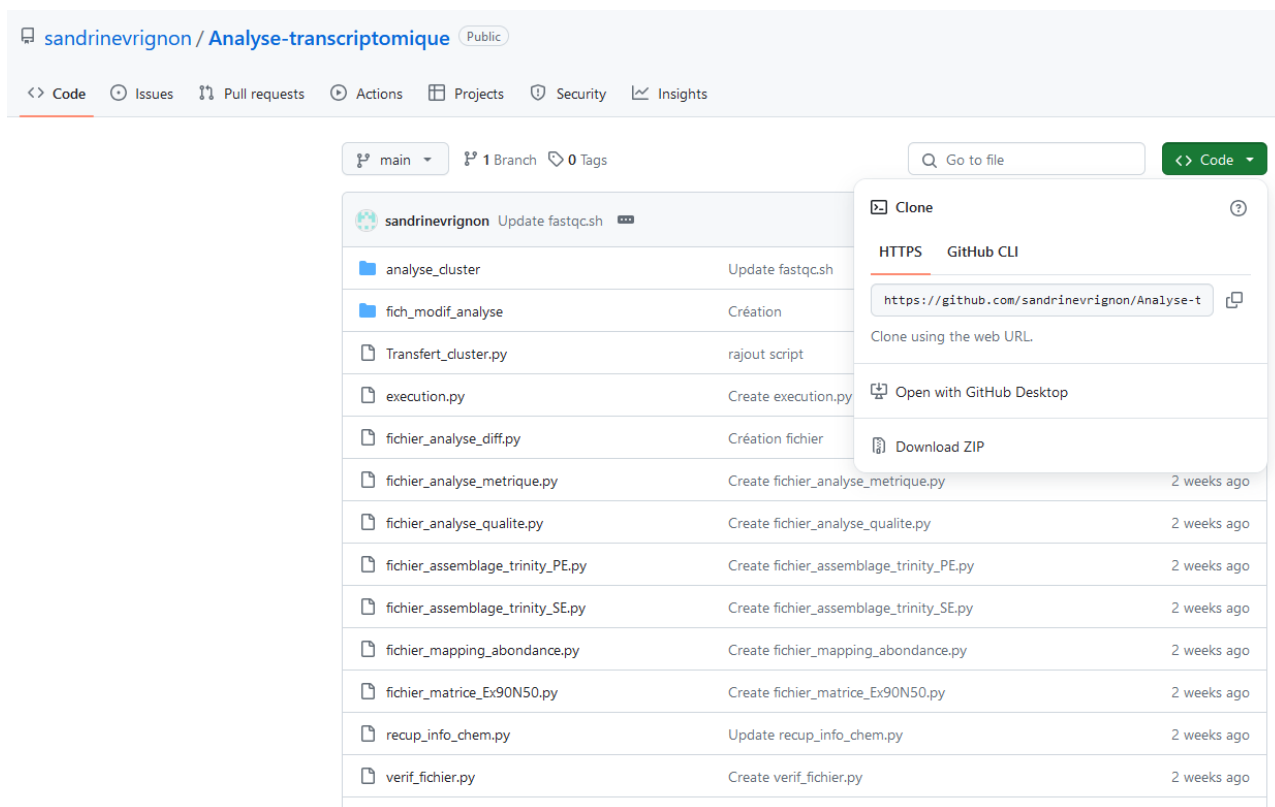 sandrinevrignon / Analyse-transcriptomique Public
Code Issues Pull requests Actions Projects Security Insights
main 1 Branch 0 Tags Go to file Code
sandrinevrignon Update fastqc.sh
Clone
HTTPS GitHub CLI
https://github.com/sandrinevrignon/Analyse-t
Clone using the web URL.
Open with GitHub Desktop
Download ZIP
analyse_cluster Update fastqc.sh
fich_modif_analyse Création
Transfert_cluster.py rajout script
execution.py Create execution.py
fichier_analyse_diff.py Création fichier
fichier_analyse_metrique.py Create fichier_analyse_metrique.py 2 weeks ago
fichier_analyse_qualite.py Create fichier_analyse_qualite.py 2 weeks ago
fichier_assemblage_trinity_PE.py Create fichier_assemblage_trinity_PE.py 2 weeks ago
fichier_assemblage_trinity_SE.py Create fichier_assemblage_trinity_SE.py 2 weeks ago
fichier_mapping_abondance.py Create fichier_mapping_abondance.py 2 weeks ago
fichier_matrice_Ex90N50.py Create fichier_matrice_Ex90N50.py 2 weeks ago
recup_info_chem.py Update recup_info_chem.py 2 weeks ago
verif_fichier.py Create verif_fichier.py 2 weeks ago